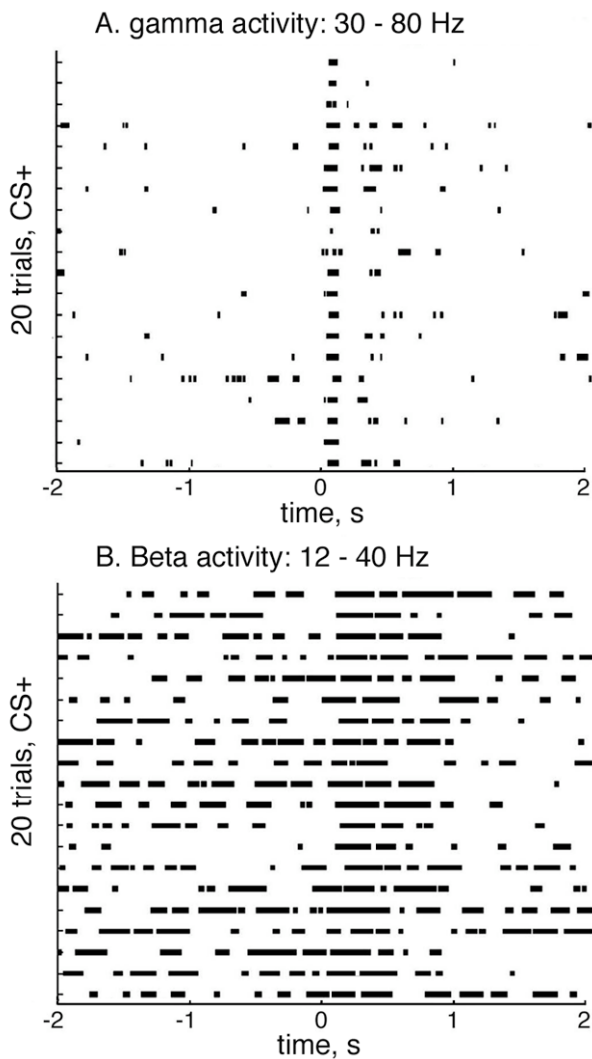 A. gamma activity: 30 - 80 Hz
20 trials, CS+
-2 -1 0 1 2
time, s
B. Beta activity: 12 - 40 Hz
20 trials, CS+
-2 -1 0 1 2
time, s